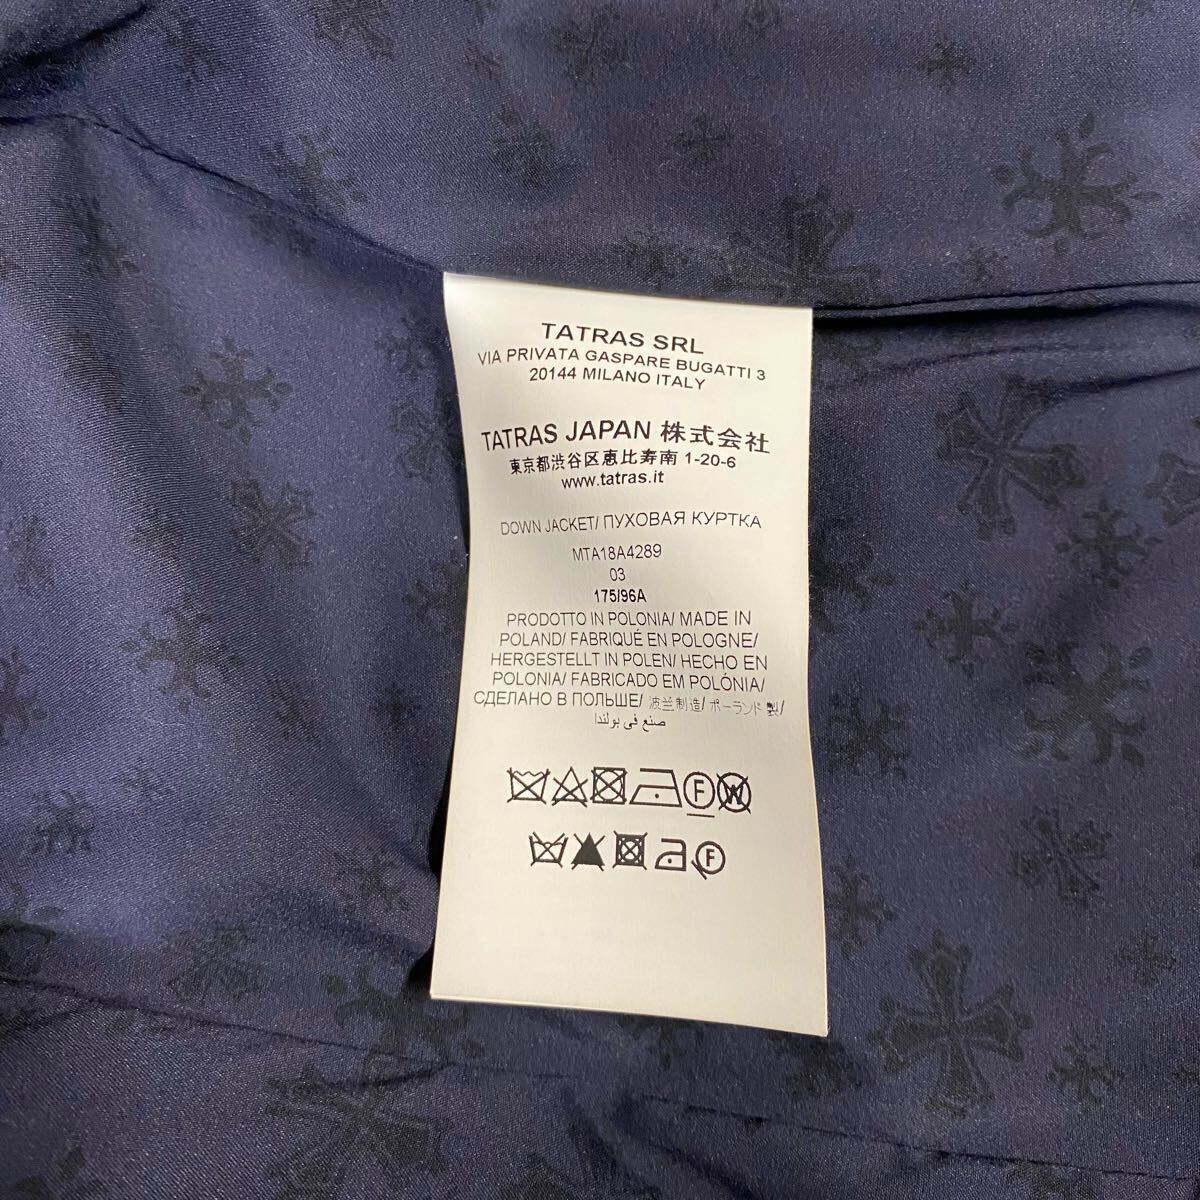 TATRAS SRL
VIA PRIVATA GASPARE BUGATTI 3
20144 MILANO ITALY
TATRAS JAPAN 株式会社
東京都渋谷区恵比寿南 1-20-6
www.tatras.it
DOWN JACKET/ ПУХОВАЯ КУРТКА
MTA18A4289
03
175/96A
PRODOTTO IN POLONIA/ MADE IN
POLAND/ FABRIQUÉ EN POLOGNE/
HERGESTELLT IN POLEN/ HECHO EN
POLONIA/ FABRICADO EM POLÓNIA/
СДЕЛАНО В ПОЛЬШЕ/ 波兰制造/ ポーランド製/
صنع في بولندا
F W
F